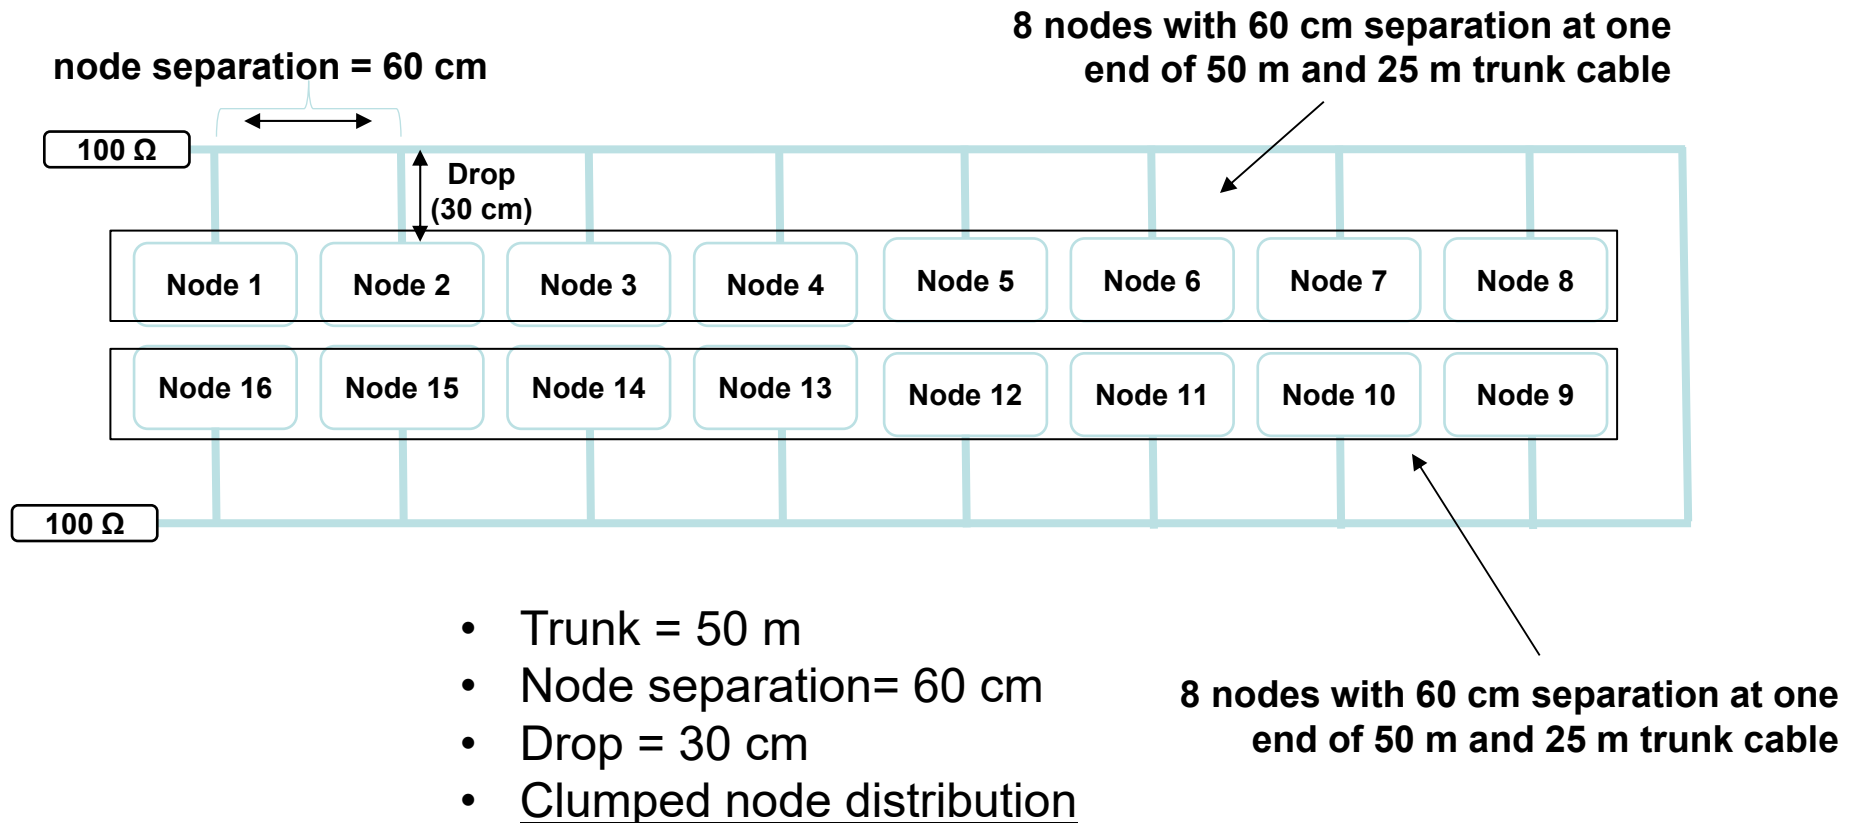 8 nodes with 60 cm separation at one
end of 50 m and 25 m trunk cable
node separation = 60 cm
100 Ω
Drop
(30 cm)
Node 1
Node 2
Node 3
Node 4
Node 5
Node 6
Node 7
Node 8
Node 16
Node 15
Node 14
Node 13
Node 12
Node 11
Node 10
Node 9
100 Ω
• Trunk = 50 m
• Node separation= 60 cm
• Drop = 30 cm
• Clumped node distribution
8 nodes with 60 cm separation at one
end of 50 m and 25 m trunk cable